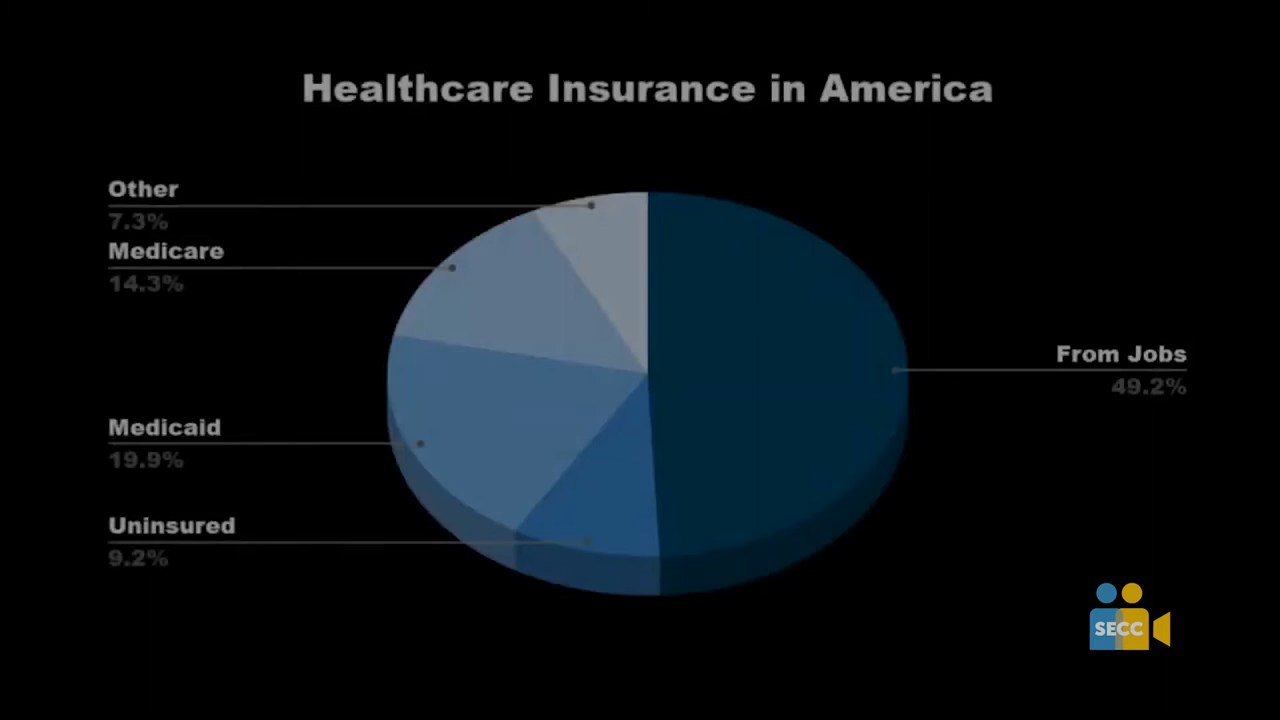 Healthcare Insurance in America
Other
7.3%
Medicare
14.3%
From Jobs
49.2%
Medicaid
19.9%
Uninsured
9.2%
SECC